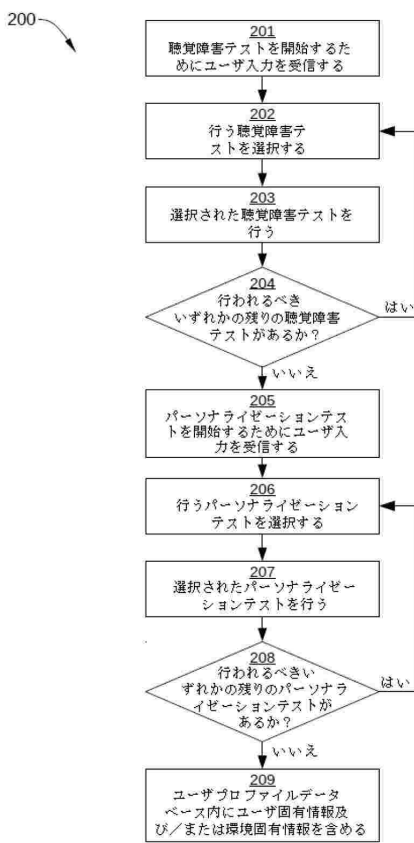 200
201
聴覚障害テストを開始するた
めにユーザ入力を受信する
202
行う聴覚障害テ
ストを選択する
203
選択された聴覚障害テストを
行う
204
行われるべき
いずれかの残りの聴覚障害
テストがあるか?
はい
いいえ
205
パーソナライゼーションテス
トを開始するためにユーザ入
力を受信する
206
行うパーソナライゼーション
テストを選択する
207
選択されたパーソナライゼー
ションテストを行う
208
行われるべきい
ずれかの残りのパーソナラ
イゼーションテストが
あるか?
はい
いいえ
209
ユーザプロファイルデータ
ベース内にユーザ固有情報及
び/または環境固有情報を含める